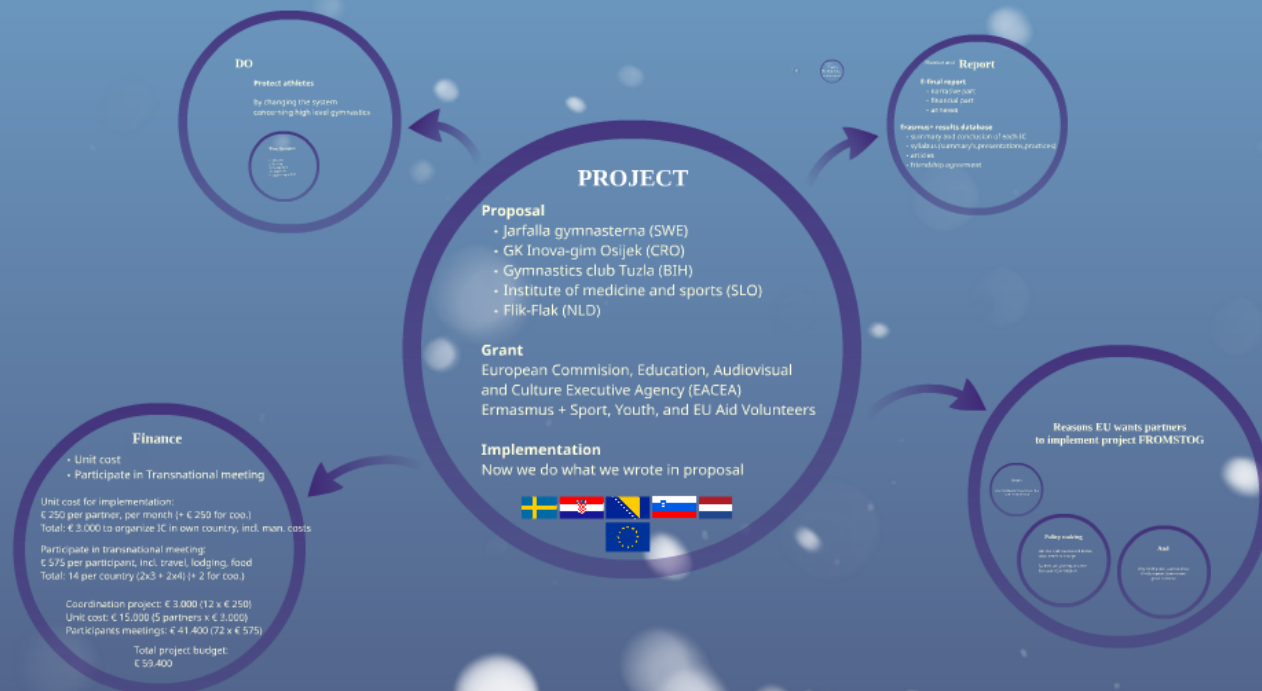 DO
Protect athletes
by changing the system
concerning high level gymnastics
Report
E-final report
- narrative part
- financial part
- annexes
Erasmus+ results database
- summary and conclusion of each IC
- syllabus (summary's,presentations,practices)
- articles
- friendship agreement
PROJECT
Proposal
• Jarfalla gymnasterna (SWE)
• GK Inova-gim Osijek (CRO)
• Gymnastics club Tuzla (BIH)
• Institute of medicine and sports (SLO)
• Flik-Flak (NLD)
Grant
European Commision, Education, Audiovisual
and Culture Executive Agency (EACEA)
Ermasmus + Sport, Youth, and EU Aid Volunteers
Implementation
Now we do what we wrote in proposal
Finance
• Unit cost
• Participate in Transnational meeting
Unit cost for implementation:
€ 250 per partner, per month (+ € 250 for coo.)
Total: € 3.000 to organize IC in own country, incl. man. costs
Participate in transnational meeting:
€ 575 per participant, incl. travel, lodging, food
Total: 14 per country (2x3 + 2x4) (+ 2 for coo.)
Coordination project: € 3.000 (12 x € 250)
Unit cost: € 15.000 (5 partners x € 3.000)
Participants meetings: € 41.400 (72 x € 575)
Total project budget:
€ 59.400
Reasons EU wants partners
to implement project FROMSTOG
Policy making
And